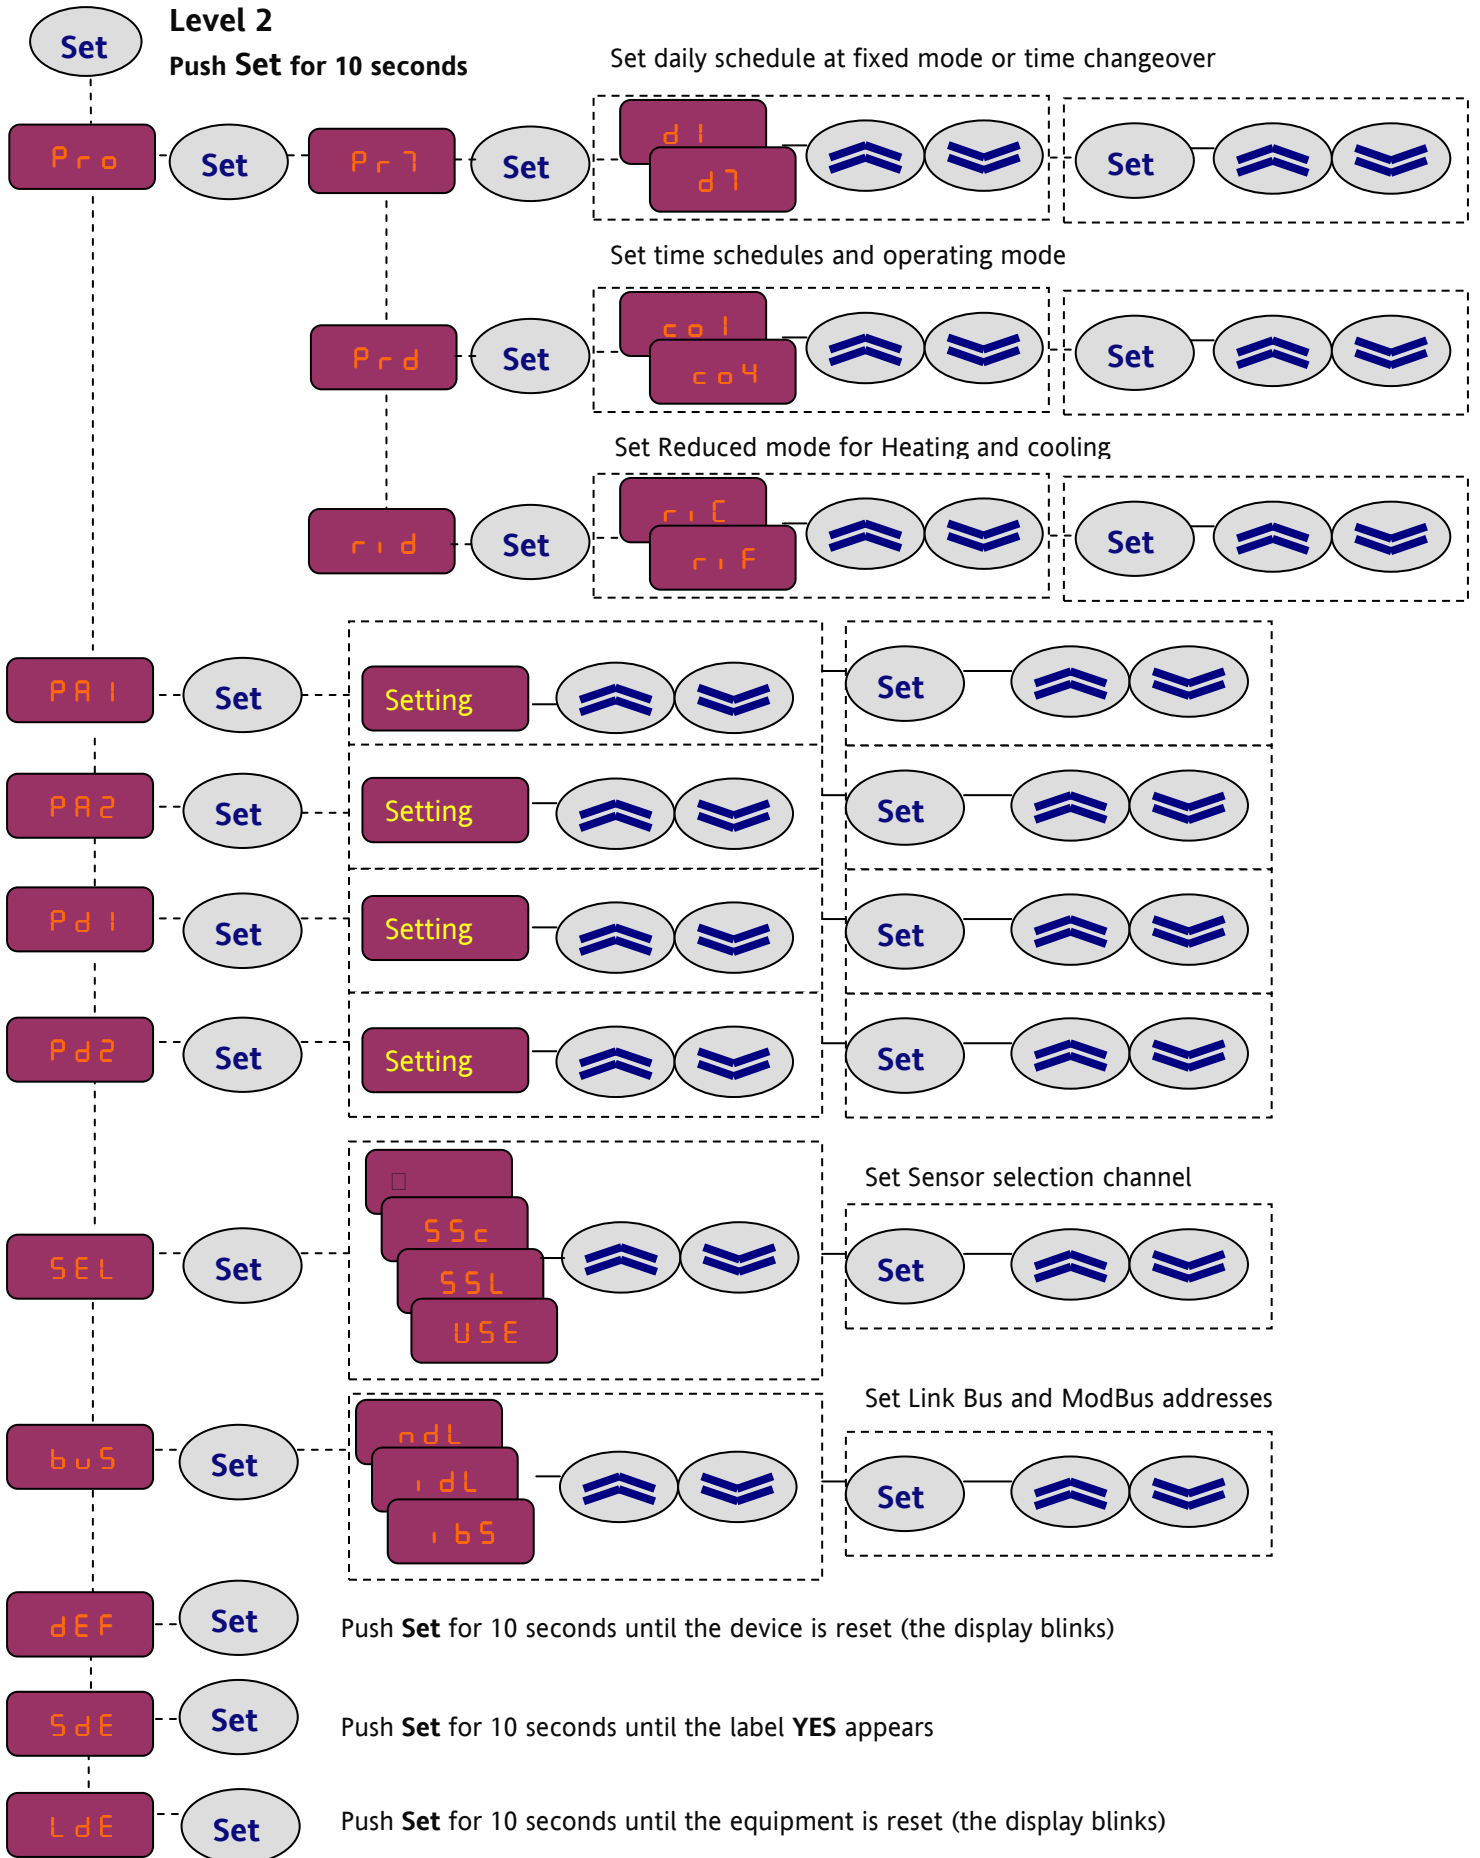 Level 2
Set
Push Set for 10 seconds
Set daily schedule at fixed mode or time changeover
Pro Set Pr7 Set d1 d7 Set
Set time schedules and operating mode
Prd Set co1 co4 Set
Set Reduced mode for Heating and cooling
rid Set riC riF Set
PA1 Set Setting Set
PA2 Set Setting Set
Pd1 Set Setting Set
Pd2 Set Setting Set
Set Sensor selection channel
SEL Set SSc SSL USE Set
Set Link Bus and ModBus addresses
buS Set ndL idL ibS Set
dEF Set Push Set for 10 seconds until the device is reset (the display blinks)
SdE Set Push Set for 10 seconds until the label YES appears
LdE Set Push Set for 10 seconds until the equipment is reset (the display blinks)